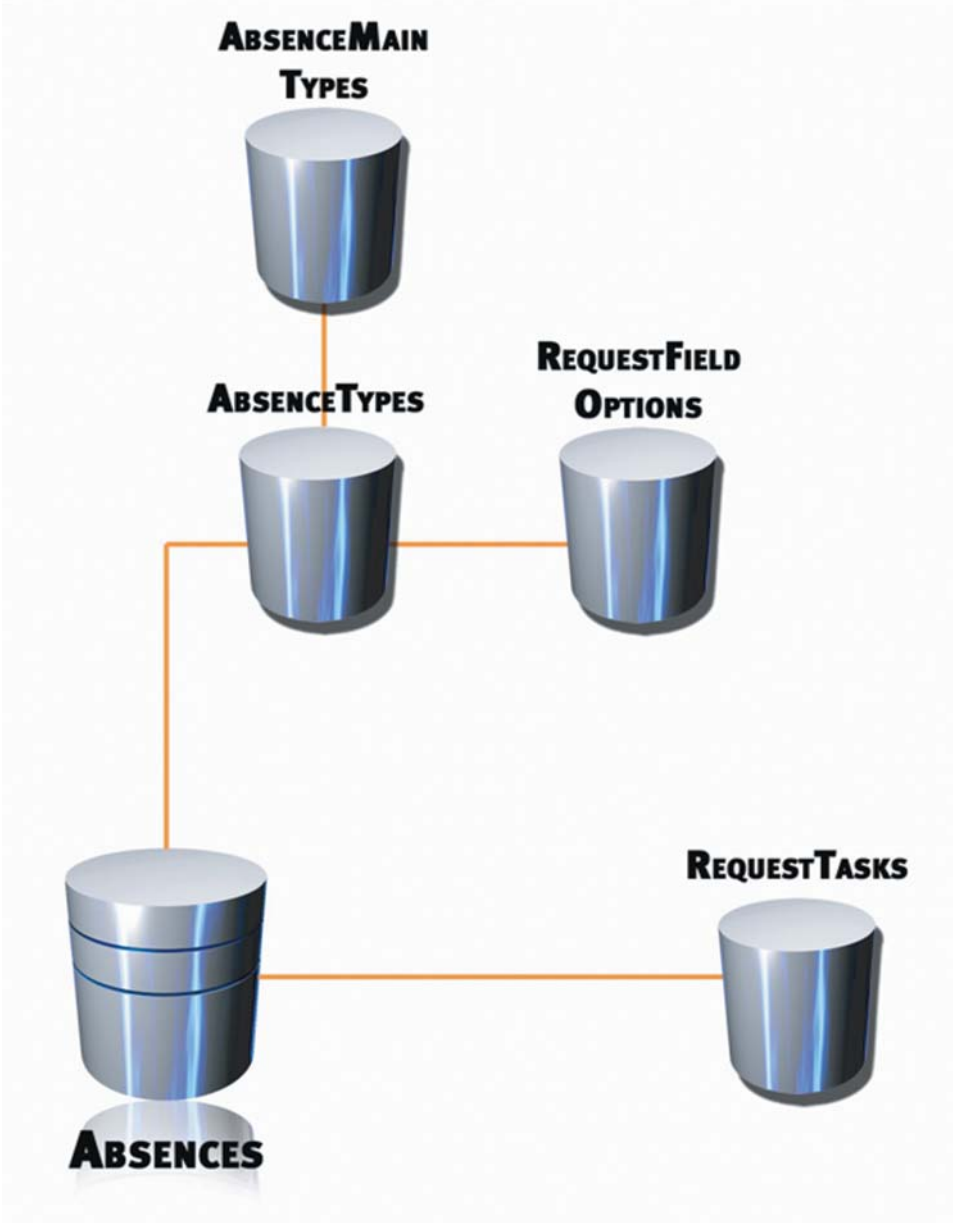 AbsenceMain
Types
RequestField
Options
AbsenceTypes
RequestTasks
Absences